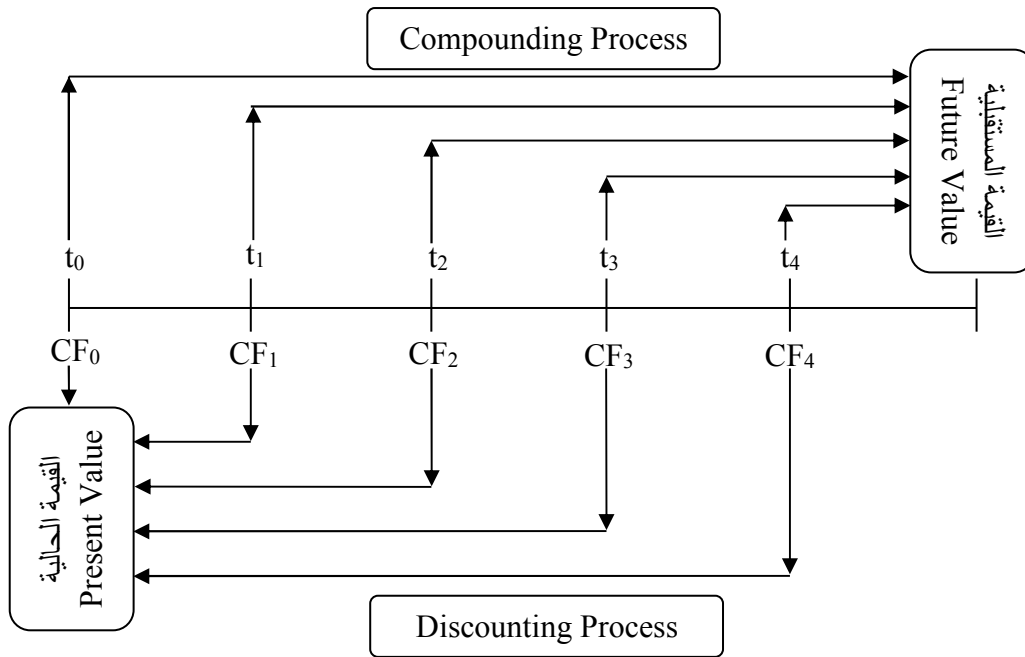 Compounding Process
القيمة المستقبلية
Future Value
t₀
t₁
t₂
t₃
t₄
CF₀
CF₁
CF₂
CF₃
CF₄
القيمة الحالية
Present Value
Discounting Process